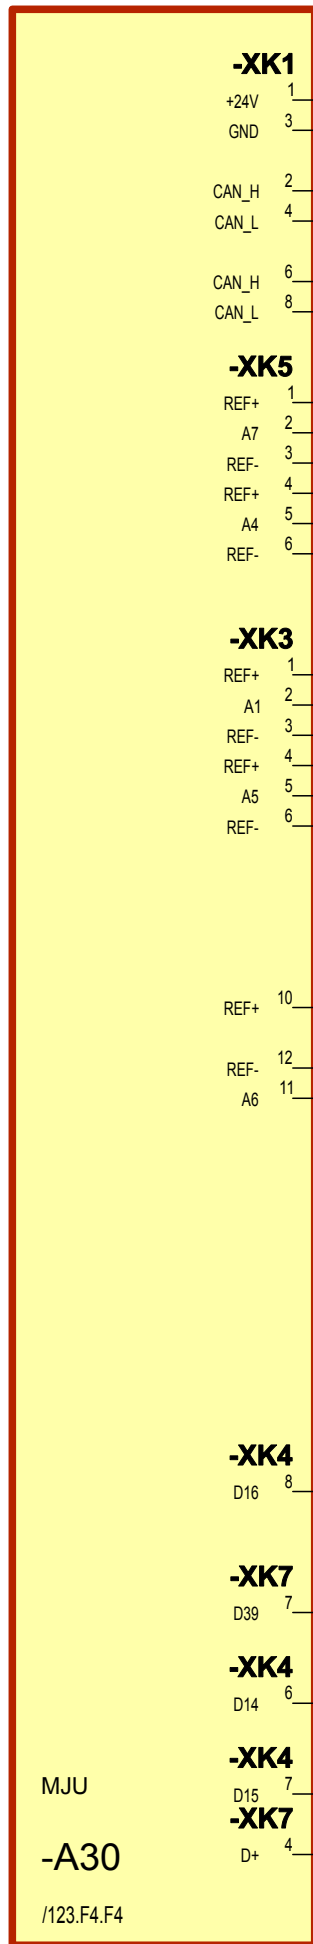 -XK1
+24V 1
GND 3
CAN_H 2
CAN_L 4
CAN_H 6
CAN_L 8
-XK5
REF+ 1
A7 2
REF- 3
REF+ 4
A4 5
REF- 6
-XK3
REF+ 1
A1 2
REF- 3
REF+ 4
A5 5
REF- 6
REF+ 10
REF- 12
A6 11
-XK4
D16 8
-XK7
D39 7
-XK4
D14 6
-XK4
MJU
D15 7
-XK7
D+ 4
-A30
/123.F4.F4